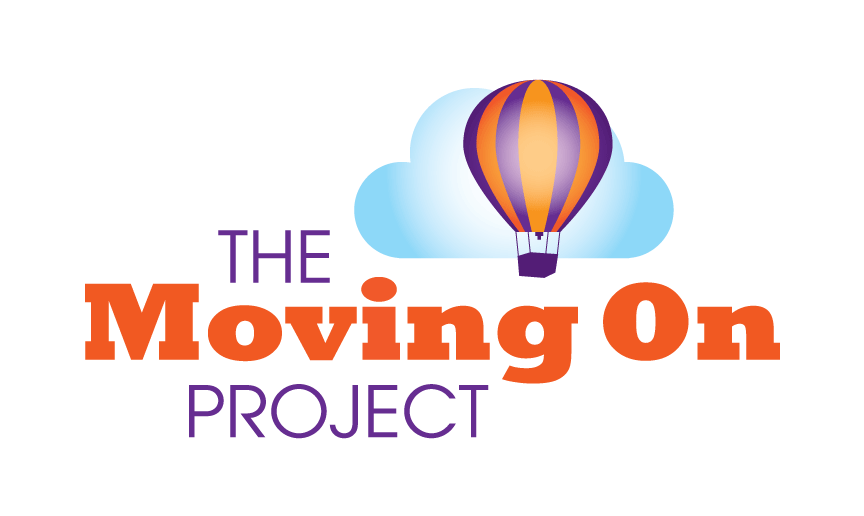 THE
Moving On
PROJECT